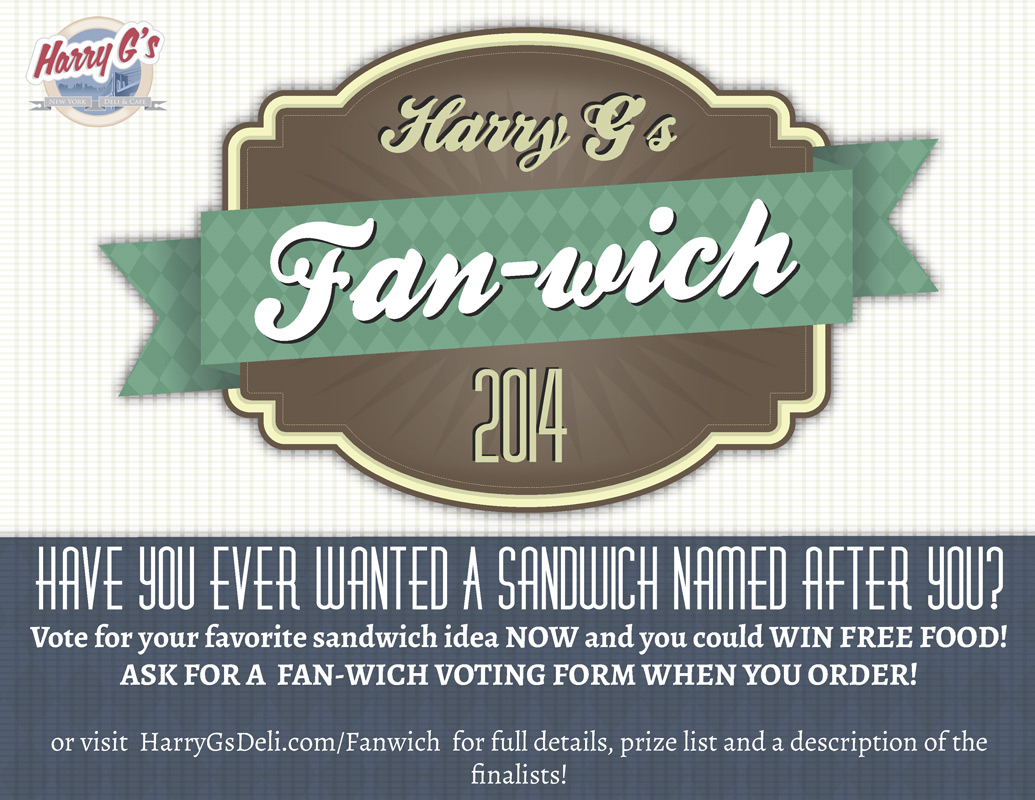 Harry G's
NEW YORK DELI & CAFE
Harry G's
Fan-wich
2014
HAVE YOU EVER WANTED A SANDWICH NAMED AFTER YOU?
Vote for your favorite sandwich idea NOW and you could WIN FREE FOOD!
ASK FOR A FAN-WICH VOTING FORM WHEN YOU ORDER!
or visit HarryGsDeli.com/Fanwich for full details, prize list and a description of the
finalists!